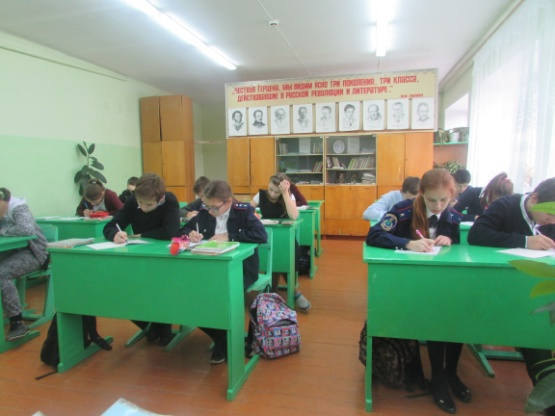 „ЧЕСТВУЯ ГЕРЦЕНА, МЫ ВИДИМ ЯСНО ТРИ ПОКОЛЕНИЯ, ТРИ КЛАССА,
ДЕЙСТВОВАВШИЕ В РУССКОЙ РЕВОЛЮЦИИ И ЛИТЕРАТУРЕ..."